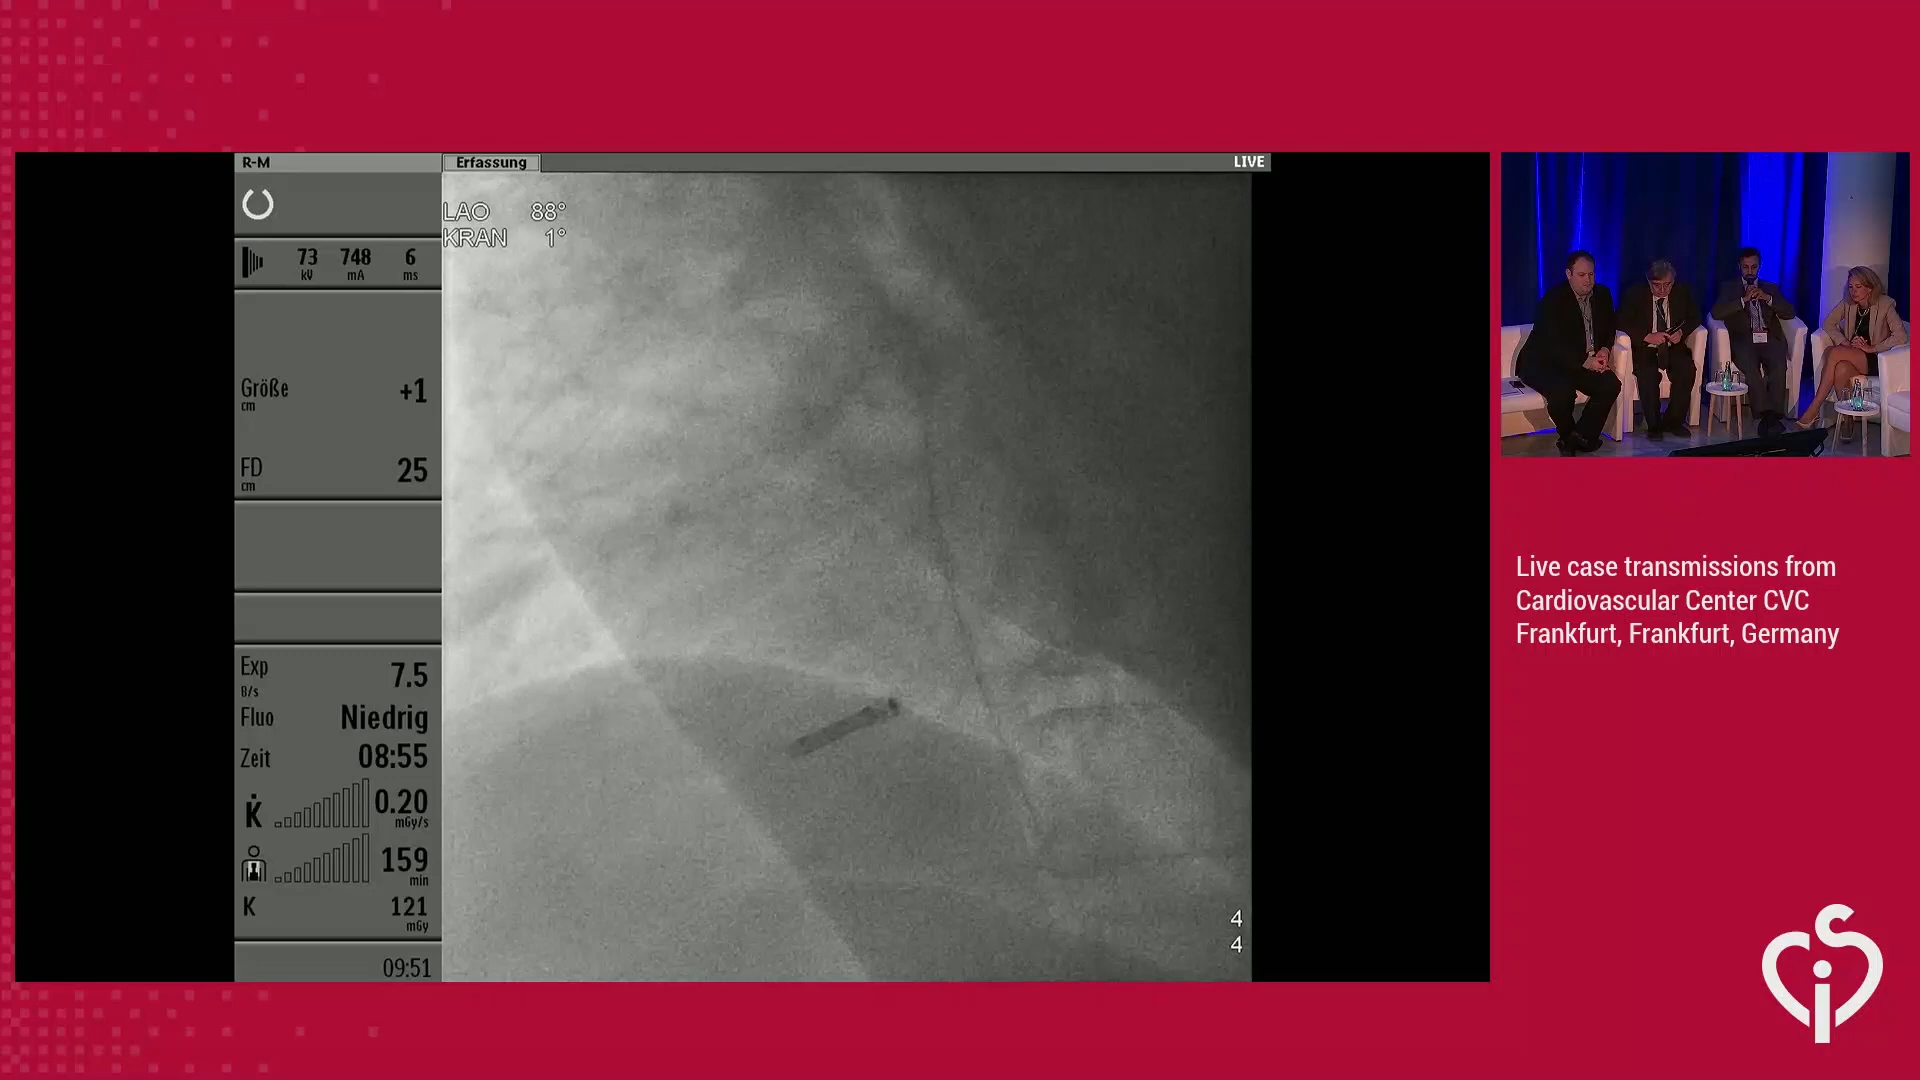 R-M
Erfassung
LIVE
LAO 88°
KRAN 1°
73 748 6
kV mA ms
Größe +1
cm
FD 25
cm
Exp 7.5
B/s
Fluo Niedrig
Zeit 08:55
K̇ 0.20
mGy/s
159
min
K 121
mGy
09:51
4
4
Live case transmissions from
Cardiovascular Center CVC
Frankfurt, Frankfurt, Germany